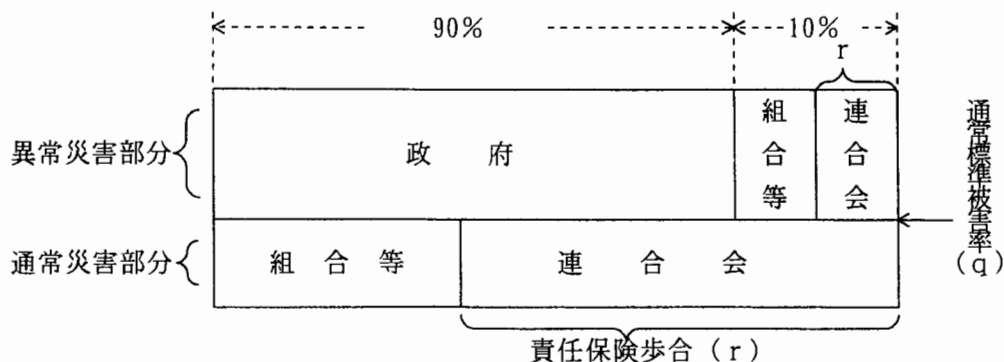 90%
10%
r
異常災害部分
政府
組合等
連合会
通常標準被害率(q)
通常災害部分
組合等
連合会
責任保険歩合(r)